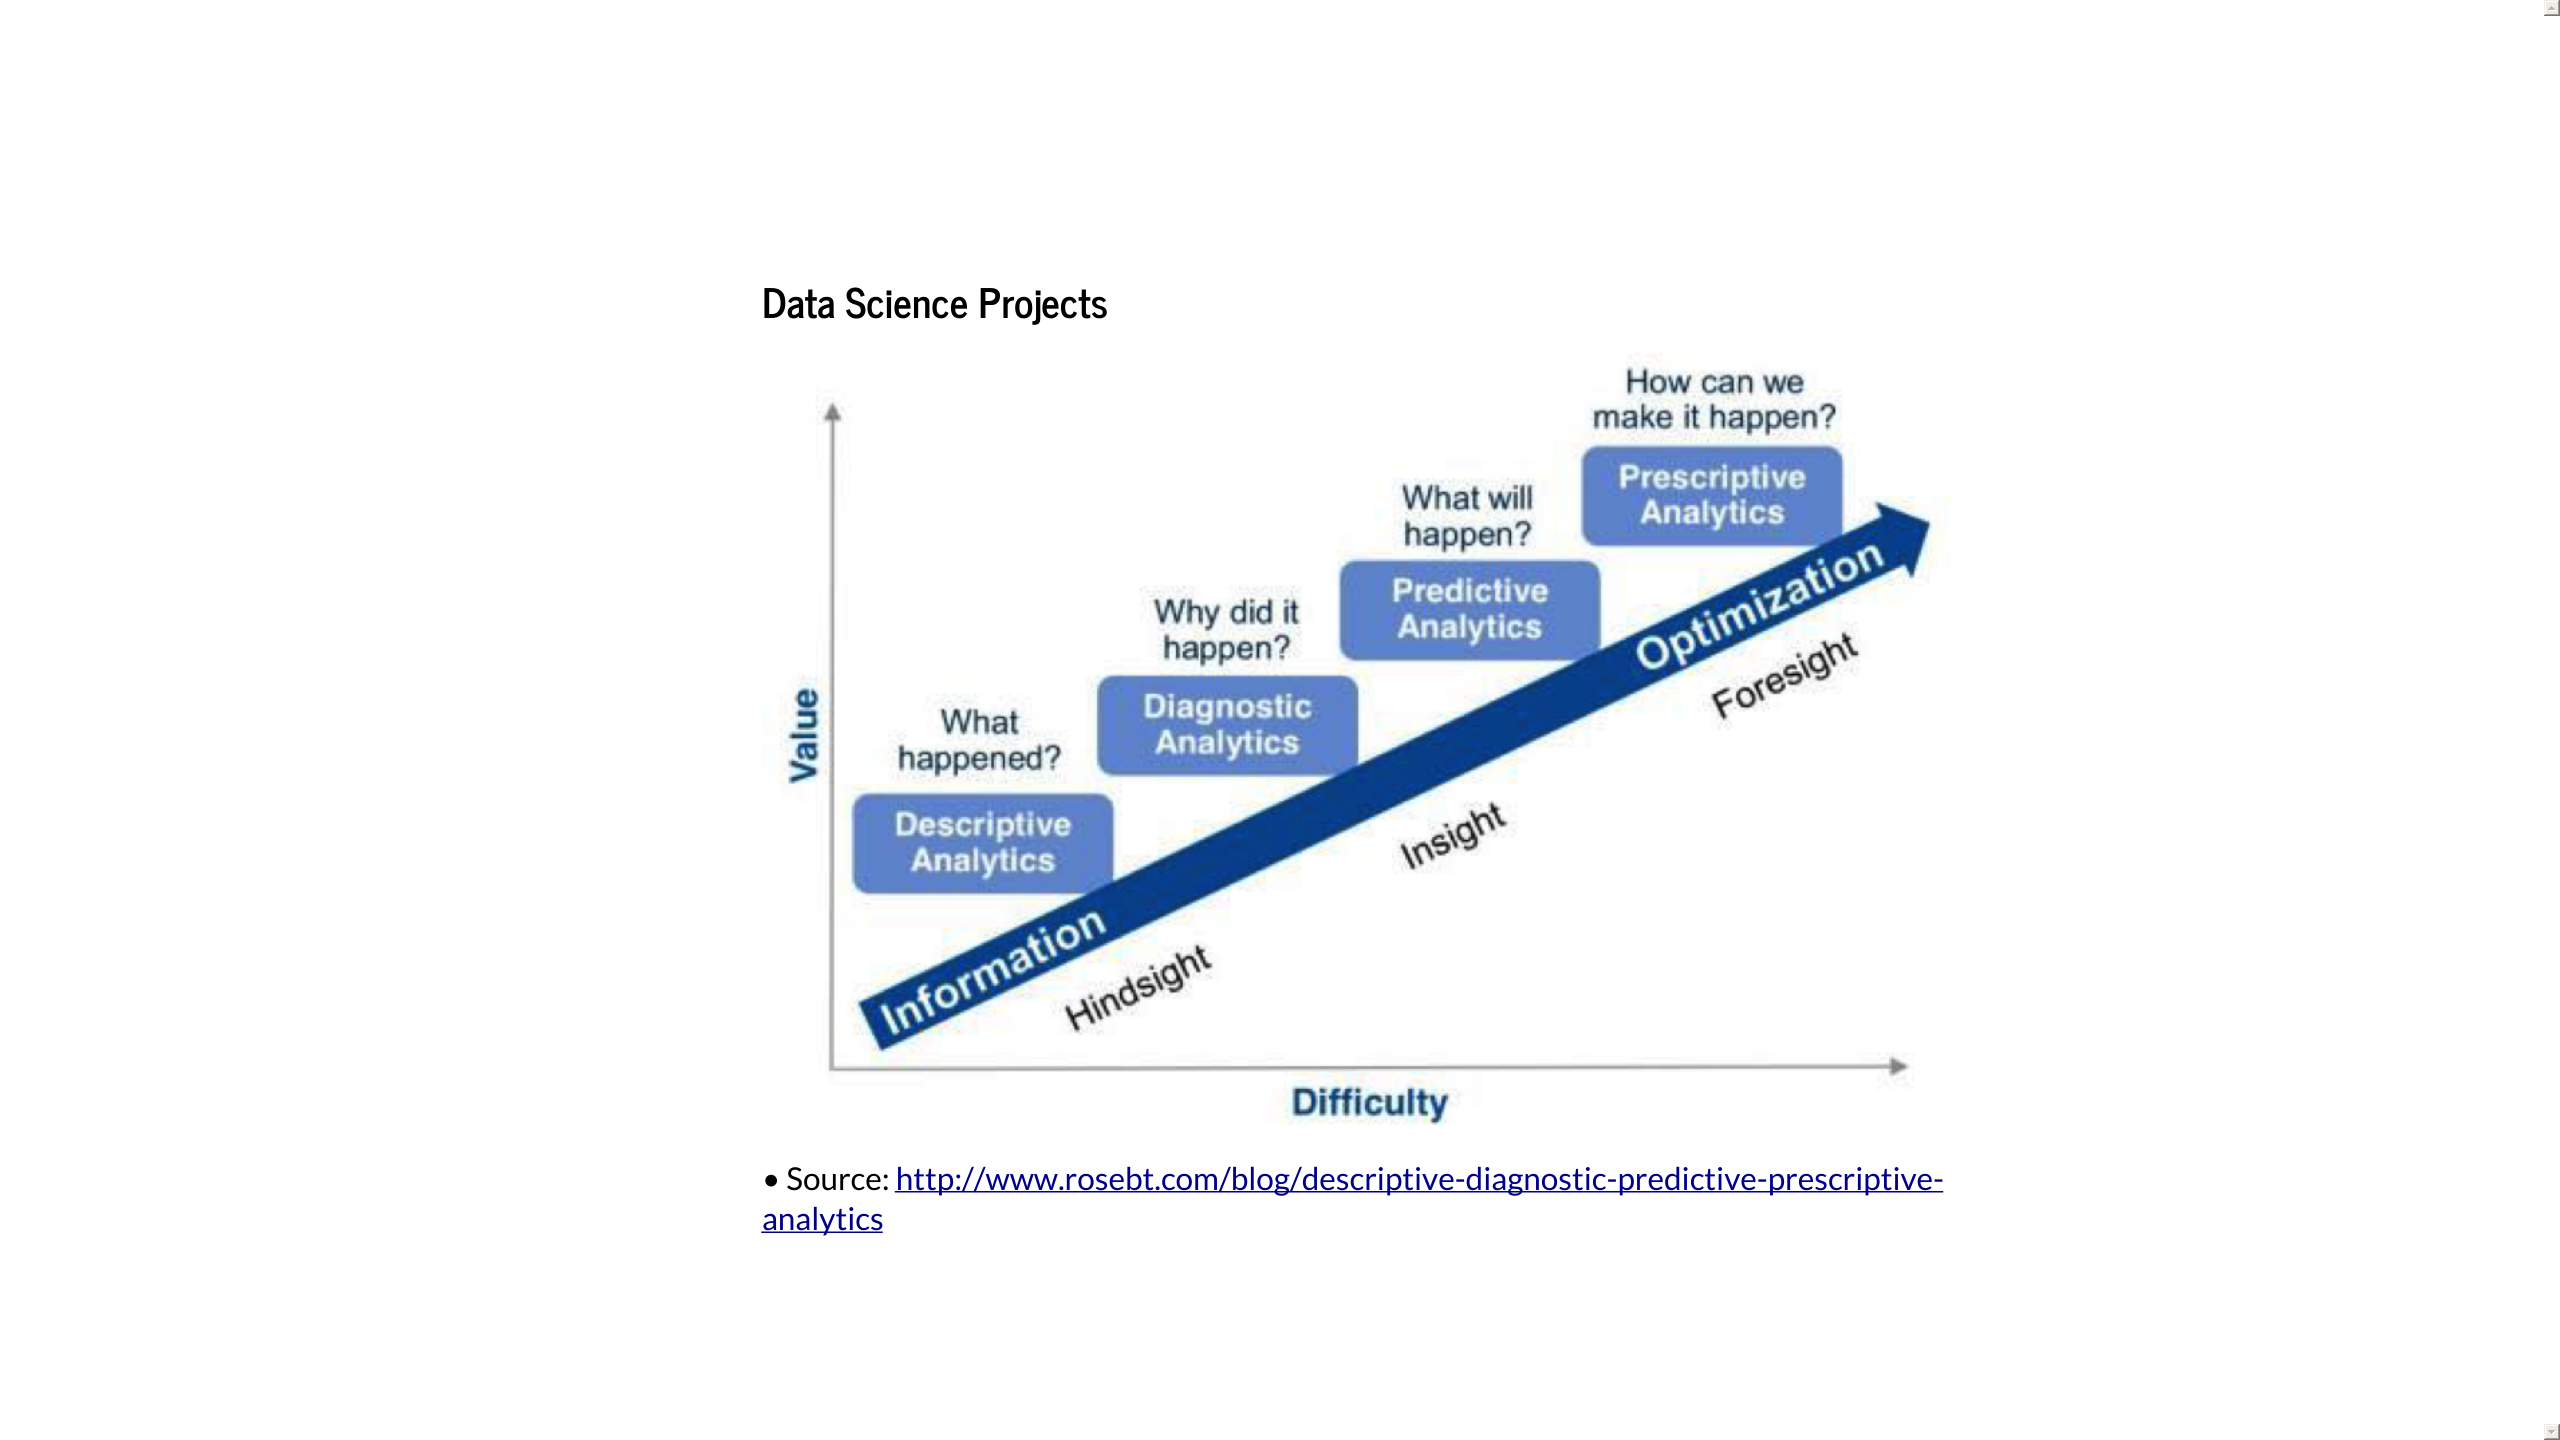 Data Science Projects
How can we
make it happen?
Prescriptive
Analytics
What will
happen?
Predictive
Analytics
Why did it
happen?
Diagnostic
Analytics
What
happened?
Descriptive
Analytics
Value
Information
Optimization
Hindsight
Insight
Foresight
Difficulty
• Source: http://www.rosebt.com/blog/descriptive-diagnostic-predictive-prescriptive-
analytics